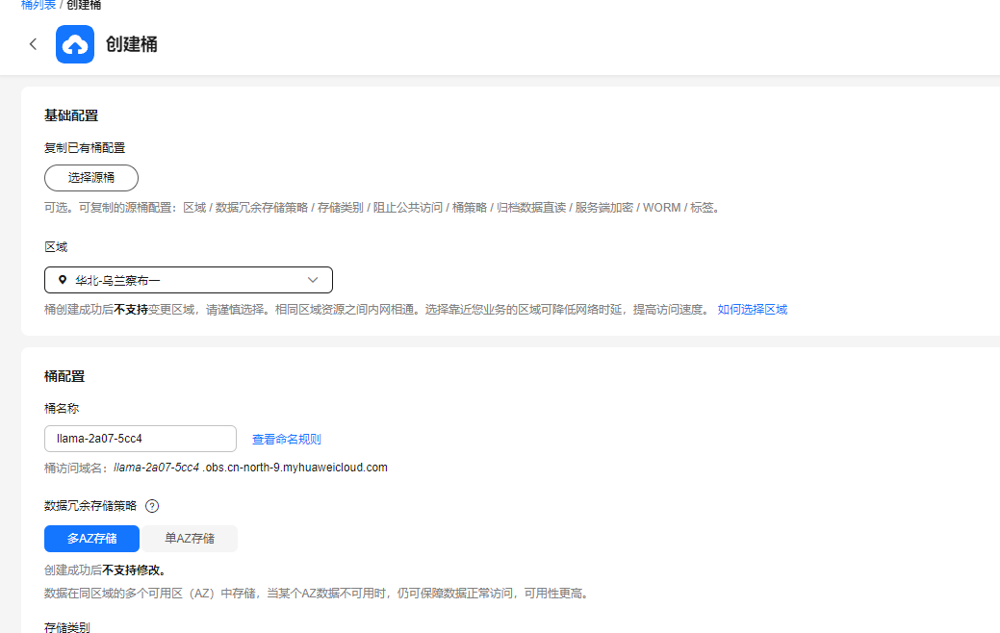 桶列表 / 创建桶
创建桶
基础配置
复制已有桶配置
选择源桶
可选。可复制的源桶配置：区域 / 数据冗余存储策略 / 存储类别 / 阻止公共访问 / 桶策略 / 归档数据直读 / 服务端加密 / WORM / 标签。
区域
华北-乌兰察布一
桶创建成功后不支持变更区域，请谨慎选择。相同区域资源之间内网相通。选择靠近您业务的区域可降低网络时延，提高访问速度。 如何选择区域
桶配置
桶名称
llama-2a07-5cc4 查看命名规则
桶访问域名：llama-2a07-5cc4 .obs.cn-north-9.myhuaweicloud.com
数据冗余存储策略 ?
多AZ存储 单AZ存储
创建成功后不支持修改。
数据在同区域的多个可用区（AZ）中存储，当某个AZ数据不可用时，仍可保障数据正常访问，可用性更高。
存储类别